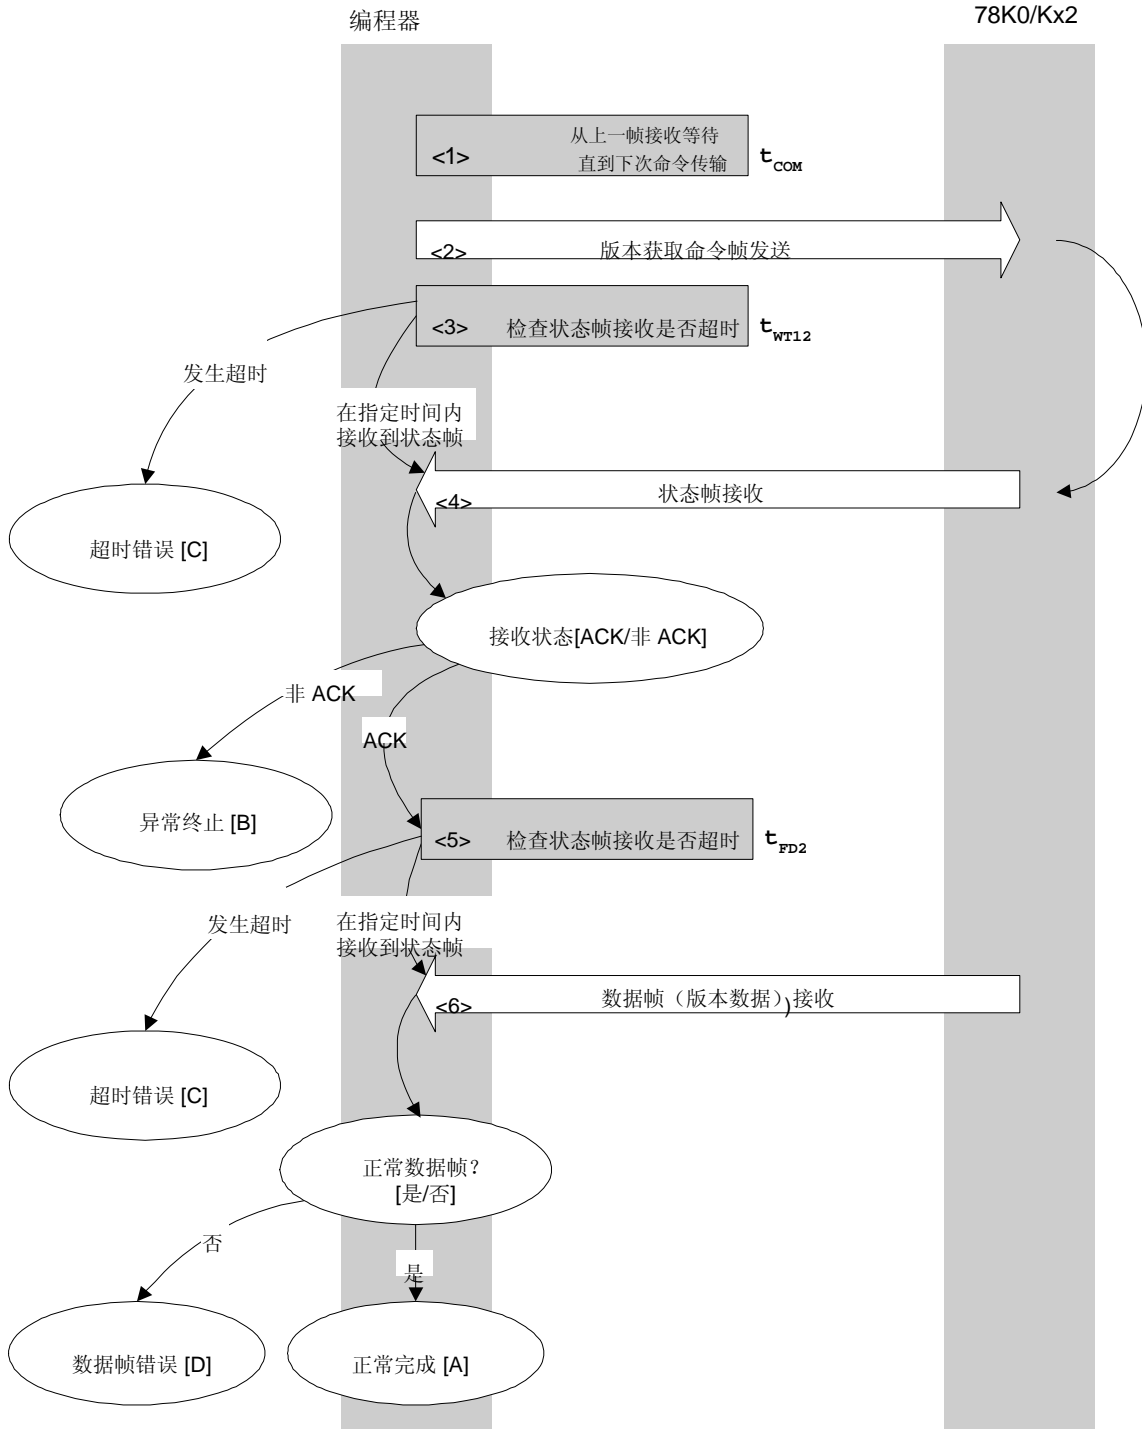 编程器
78K0/Kx2
<1> 从上一帧接收等待
直到下次命令传输
tCOM
<2> 版本获取命令帧发送
<3> 检查状态帧接收是否超时 tWT12
发生超时
在指定时间内
接收到状态帧
<4> 状态帧接收
超时错误 [C]
接收状态[ACK/非 ACK]
非 ACK
ACK
异常终止 [B]
<5> 检查状态帧接收是否超时 tFD2
发生超时
在指定时间内
接收到状态帧
<6> 数据帧（版本数据）)接收
超时错误 [C]
正常数据帧?
[是/否]
否
是
数据帧错误 [D]
正常完成 [A]